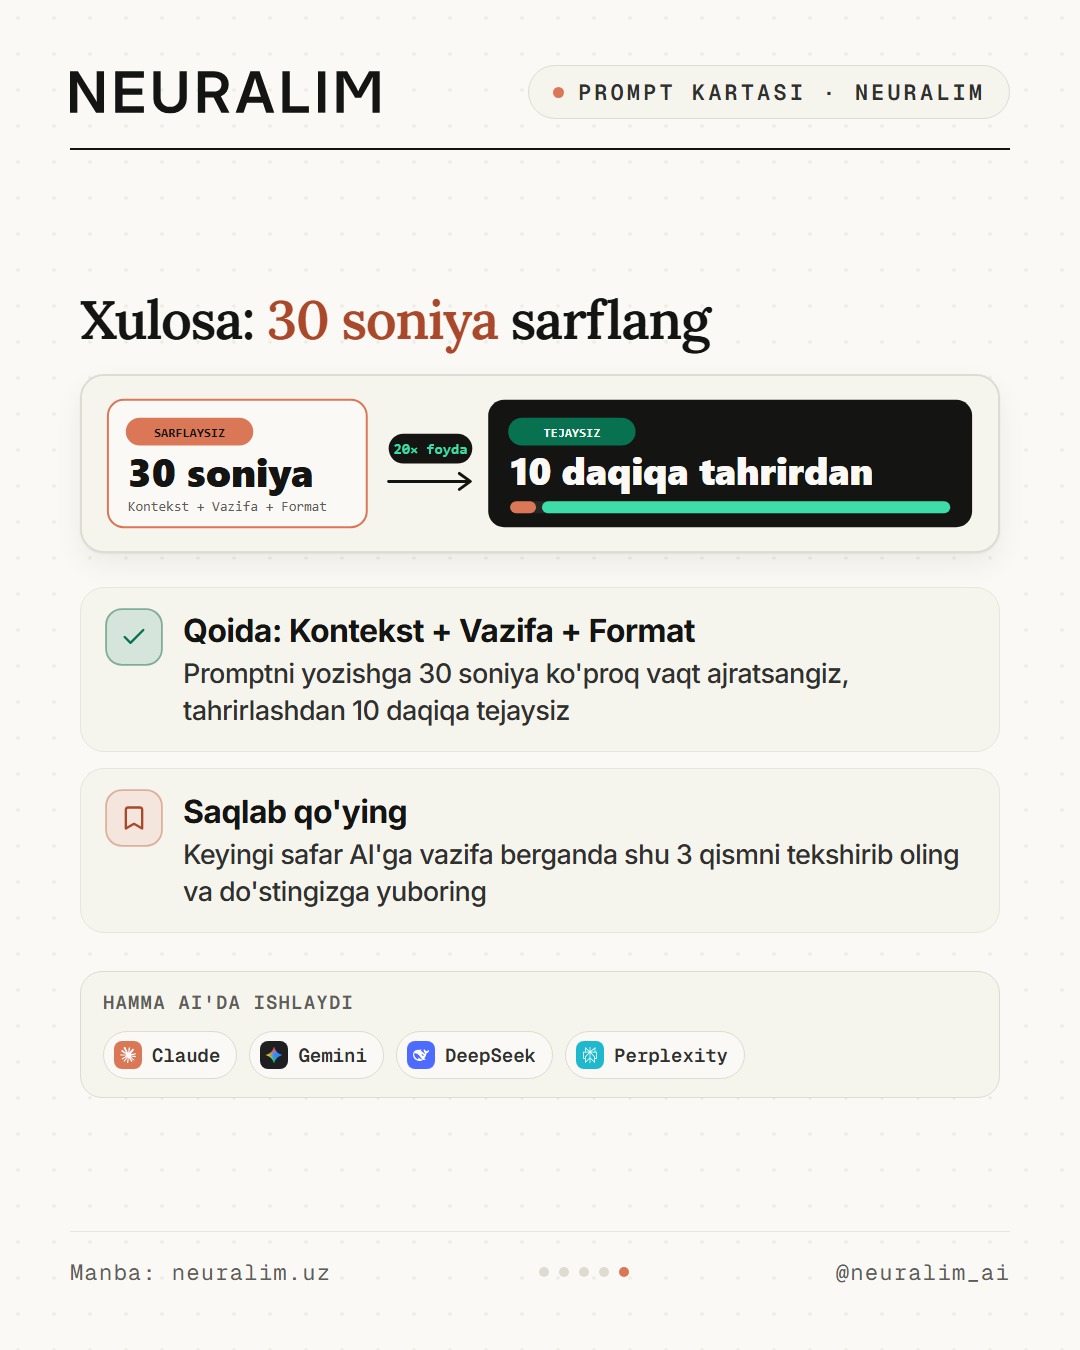 NEURALIM
PROMPT KARTASI · NEURALIM
Xulosa: 30 soniya sarflang
SARFLAYSIZ
30 soniya
Kontekst + Vazifa + Format
20× foyda
TEJAYSIZ
10 daqiqa tahrirdan
Qoida: Kontekst + Vazifa + Format
Promptni yozishga 30 soniya ko'proq vaqt ajratsangiz,
tahrirlashdan 10 daqiqa tejaysiz
Saqlab qo'ying
Keyingi safar AI'ga vazifa berganda shu 3 qismni tekshirib oling
va do'stingizga yuboring
HAMMA AI'DA ISHLAYDI
Claude
Gemini
DeepSeek
Perplexity
Manba: neuralim.uz
@neuralim_ai